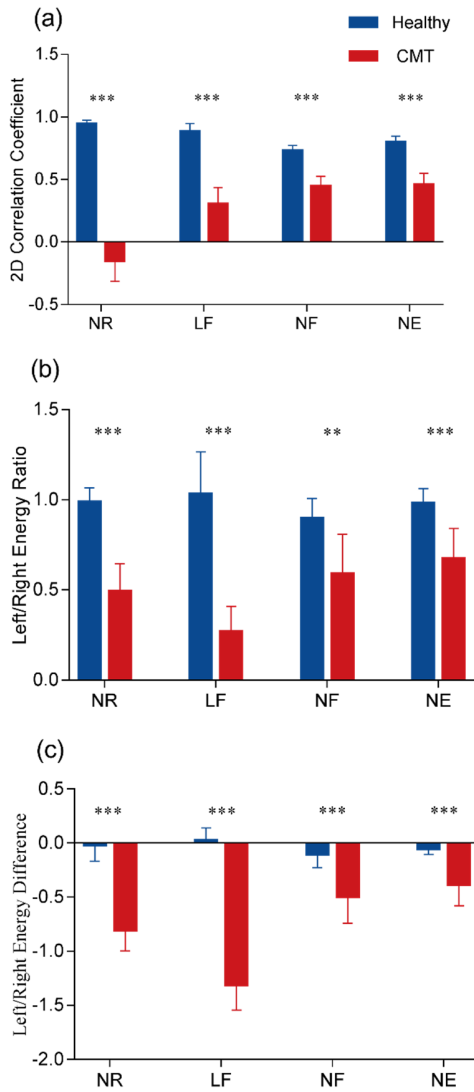 (a)
Healthy
CMT
2D Correlation Coefficient
1.5
1.0
0.5
0.0
-0.5
*** *** *** ***
NR LF NF NE
(b)
Left/Right Energy Ratio
1.5
1.0
0.5
0.0
*** *** ** ***
NR LF NF NE
(c)
Left/Right Energy Difference
0.5
0.0
-0.5
-1.0
-1.5
-2.0
*** *** *** ***
NR LF NF NE